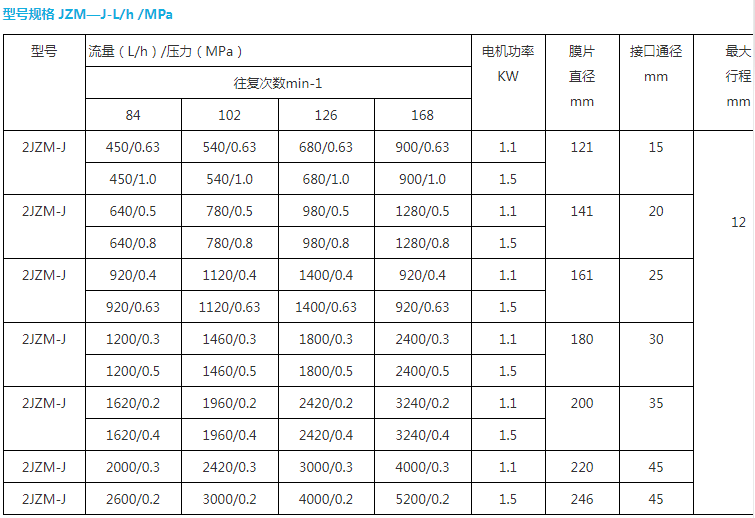 型号规格 JZM—J-L/h /MPa
型号 流量（L/h）/压力（MPa） 电机功率 KW 膜片直径 mm 接口通径 mm 最大行程 mm
往复次数min-1
84 102 126 168
2JZM-J 450/0.63 540/0.63 680/0.63 900/0.63 1.1 121 15 12
450/1.0 540/1.0 680/1.0 900/1.0 1.5
2JZM-J 640/0.5 780/0.5 980/0.5 1280/0.5 1.1 141 20
640/0.8 780/0.8 980/0.8 1280/0.8 1.5
2JZM-J 920/0.4 1120/0.4 1400/0.4 920/0.4 1.1 161 25
920/0.63 1120/0.63 1400/0.63 920/0.63 1.5
2JZM-J 1200/0.3 1460/0.3 1800/0.3 2400/0.3 1.1 180 30
1200/0.5 1460/0.5 1800/0.5 2400/0.5 1.5
2JZM-J 1620/0.2 1960/0.2 2420/0.2 3240/0.2 1.1 200 35
1620/0.4 1960/0.4 2420/0.4 3240/0.4 1.5
2JZM-J 2000/0.3 2420/0.3 3000/0.3 4000/0.3 1.1 220 45
2JZM-J 2600/0.2 3000/0.2 4000/0.2 5200/0.2 1.5 246 45